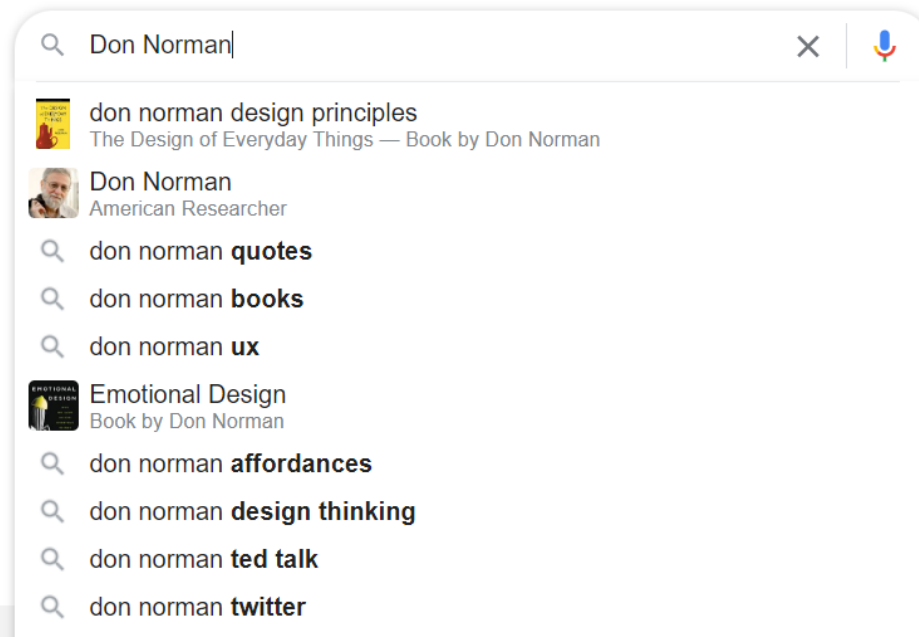 Don Norman
don norman design principles
The Design of Everyday Things — Book by Don Norman
Don Norman
American Researcher
don norman quotes
don norman books
don norman ux
EMOTIONAL
DESIGN
Emotional Design
Book by Don Norman
don norman affordances
don norman design thinking
don norman ted talk
don norman twitter